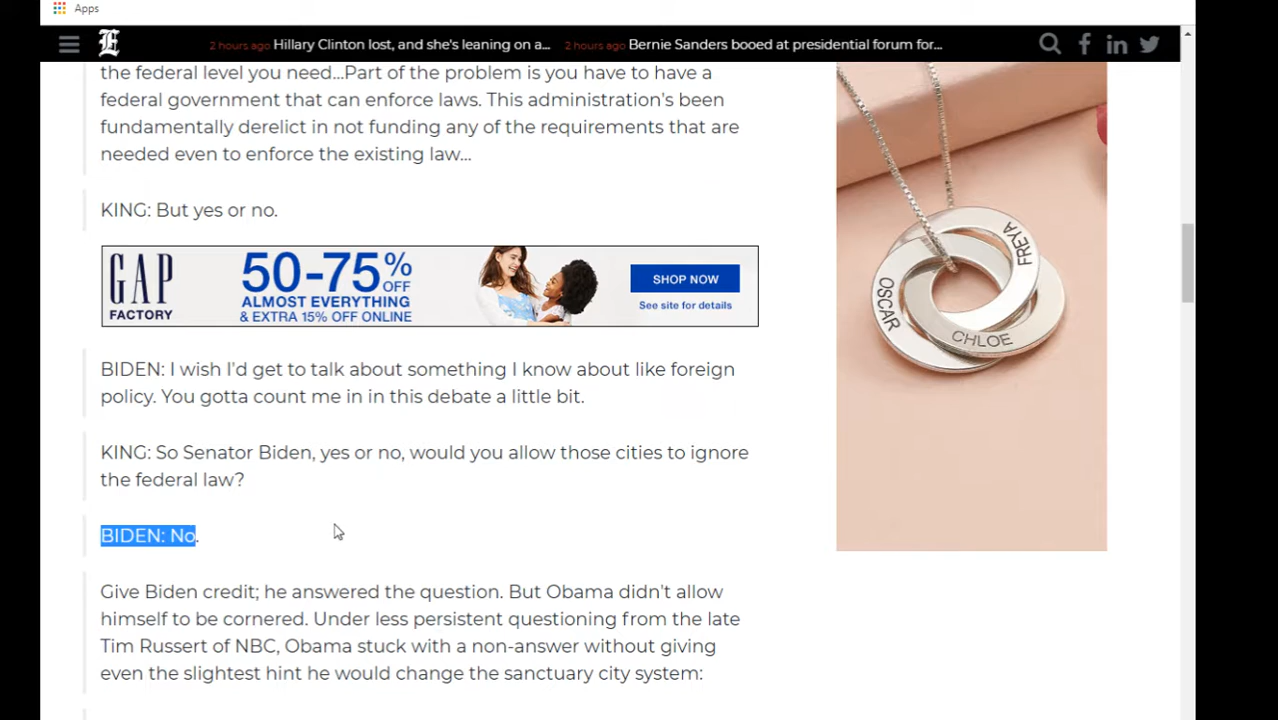 Apps
E
2 hours ago Hillary Clinton lost, and she's leaning on a...
2 hours ago Bernie Sanders booed at presidential forum for...
the federal level you need...Part of the problem is you have to have a
federal government that can enforce laws. This administration's been
fundamentally derelict in not funding any of the requirements that are
needed even to enforce the existing law...
KING: But yes or no.
GAP
FACTORY
50-75% OFF
ALMOST EVERYTHING
& EXTRA 15% OFF ONLINE
SHOP NOW
See site for details
BIDEN: I wish I'd get to talk about something I know about like foreign
policy. You gotta count me in in this debate a little bit.
KING: So Senator Biden, yes or no, would you allow those cities to ignore
the federal law?
BIDEN: No.
Give Biden credit; he answered the question. But Obama didn't allow
himself to be cornered. Under less persistent questioning from the late
Tim Russert of NBC, Obama stuck with a non-answer without giving
even the slightest hint he would change the sanctuary city system:
FREYA
OSCAR
CHLOE